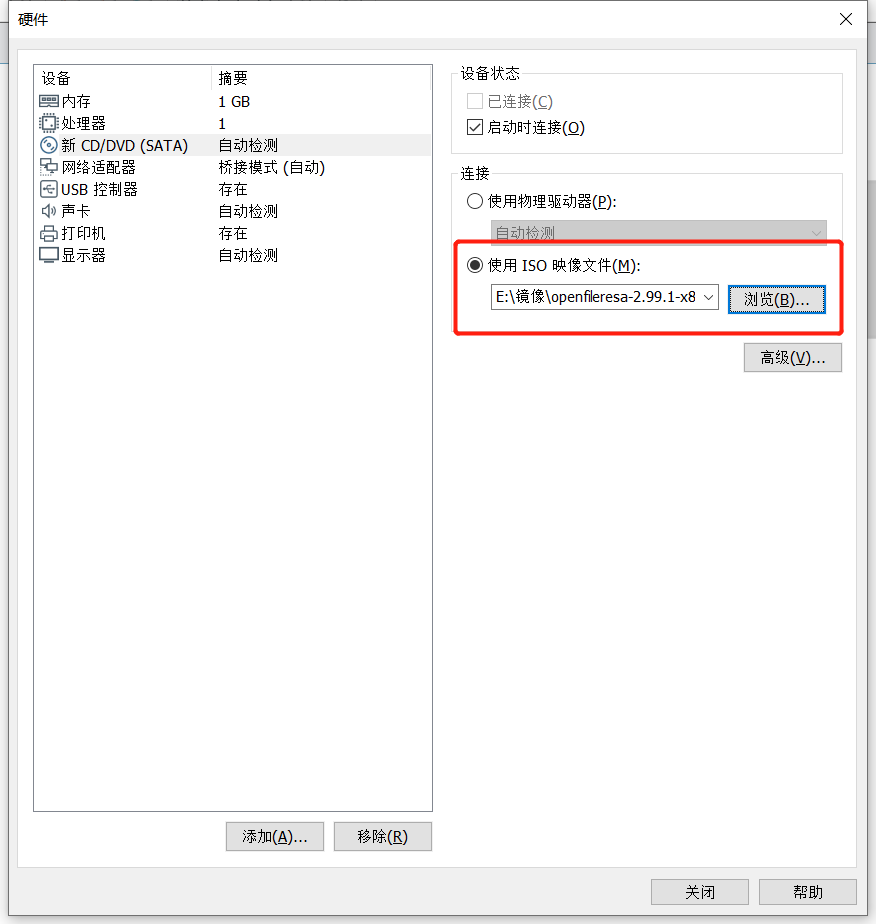 硬件
设备 摘要
内存 1 GB
处理器 1
新 CD/DVD (SATA) 自动检测
网络适配器 桥接模式 (自动)
USB 控制器 存在
声卡 自动检测
打印机 存在
显示器 自动检测
添加(A)... 移除(R)
设备状态
已连接(C)
启动时连接(O)
连接
使用物理驱动器(P):
自动检测
使用 ISO 映像文件(M):
E:\镜像\openfileresa-2.99.1-x8 浏览(B)...
高级(V)...
关闭 帮助